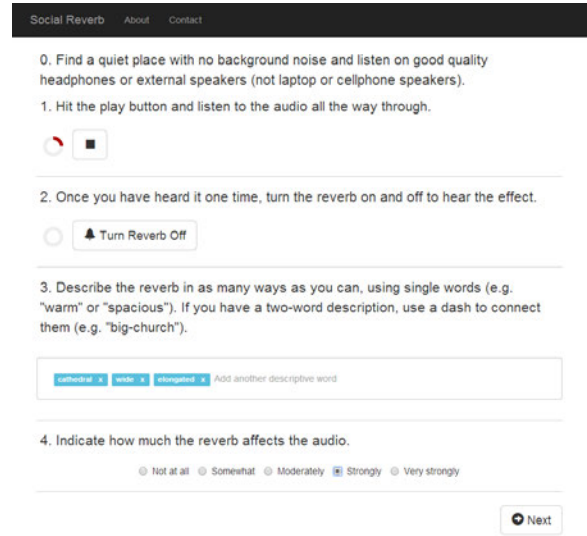 Social Reverb About Contact
0. Find a quiet place with no background noise and listen on good quality
headphones or external speakers (not laptop or cellphone speakers).
1. Hit the play button and listen to the audio all the way through.
2. Once you have heard it one time, turn the reverb on and off to hear the effect.
Turn Reverb Off
3. Describe the reverb in as many ways as you can, using single words (e.g.
"warm" or "spacious"). If you have a two-word description, use a dash to connect
them (e.g. "big-church").
cathedral x wide x elongated x Add another descriptive word
4. Indicate how much the reverb affects the audio.
Not at all Somewhat Moderately Strongly Very strongly
Next